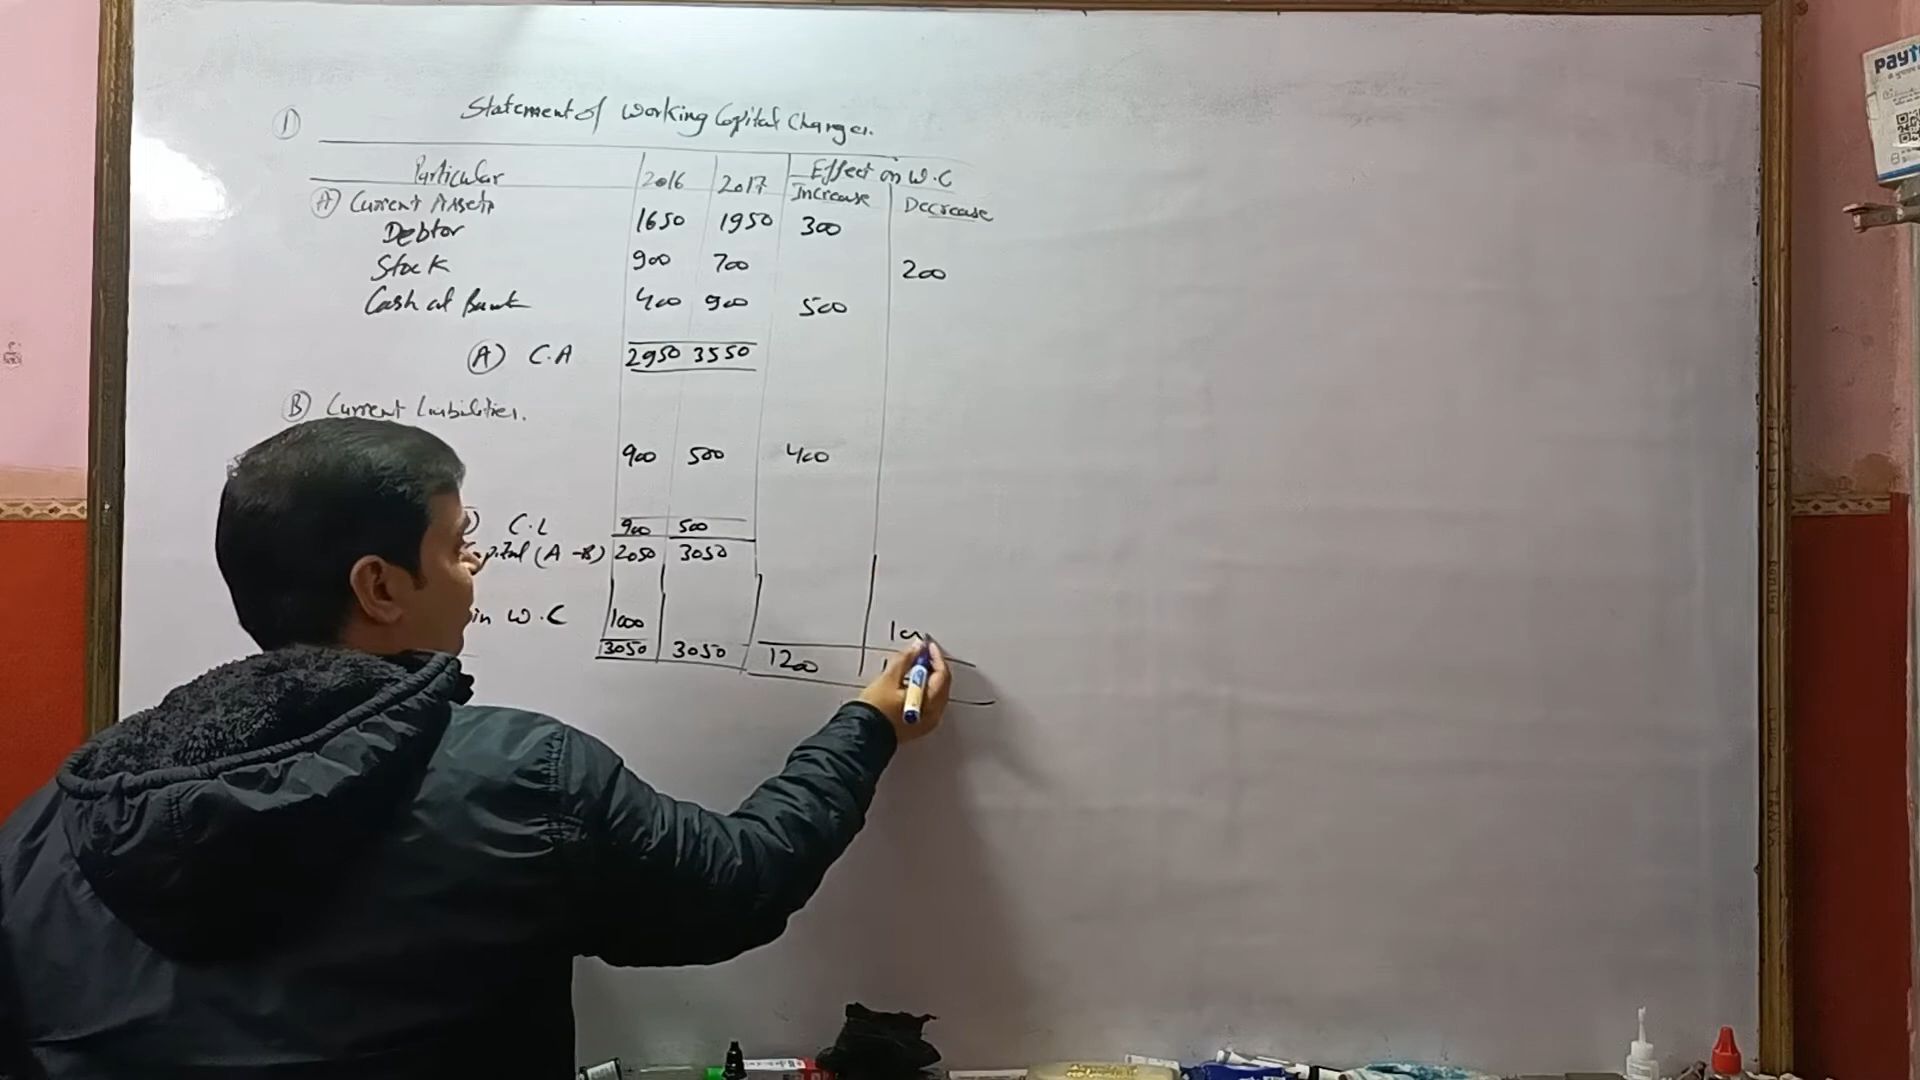 ① Statement of Working Capital Changes.
Particular 2016 2017 Effect on W.C
Increase Decrease
Ⓐ Current Assets
Debtor 1650 1950 300
Stock 900 700 200
Cash at Bank 400 900 500
Ⓐ C.A 2950 3550
Ⓑ Current Liabilities.
900 500 400
C.L 900 500
(A-B) 2050 3050
in W.C 1000
3050 3050 1200
Payt